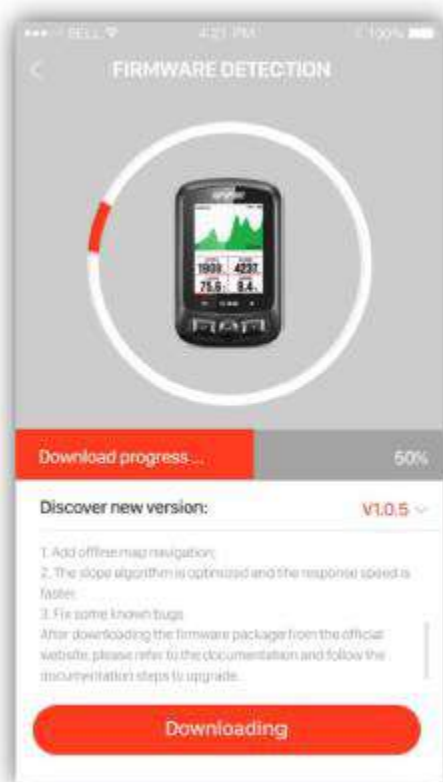 BELL 4:21 PM 100%
FIRMWARE DETECTION
1909 4237
75.6 8.4
Download progress ... 50%
Discover new version: V1.0.5
1. Add offline map navigation;
2. The slope algorithm is optimized and the response speed is
faster.
3. Fix some known bugs
After downloading the firmware package from the official
website, please refer to the documentation and follow the
documentation steps to upgrade.
Downloading